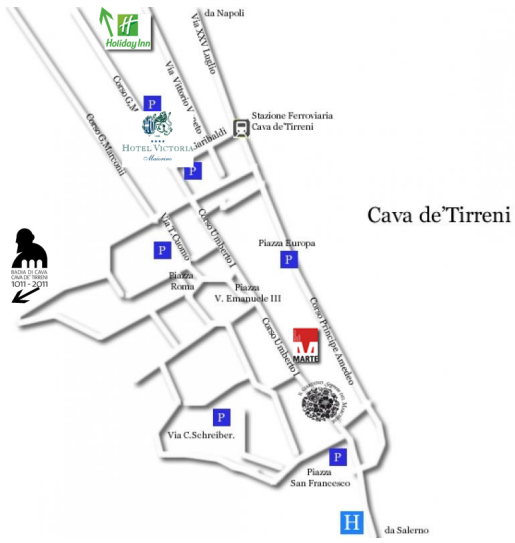 da Napoli
Holiday Inn
Via XXV Luglio
Corso G.M
Via Vittorio V
eto
P
HOTEL VICTORIA
Maiorino
Garibaldi
Stazione Ferroviaria
Cava de'Tirreni
Corso G.Marconi
P
Cava de'Tirreni
Via T.Cuomo
Corso Umberto I
P
Piazza Europa
P
BADIA DI CAVA
CAVA DE' TIRRENI
1011 - 2011
Piazza
Roma
Piazza
V. Emanuele III
Corso Umberto I
Corso Principe Amedeo
MARTE
P
Via C.Schreiber.
P
Piazza
San Francesco
H
da Salerno